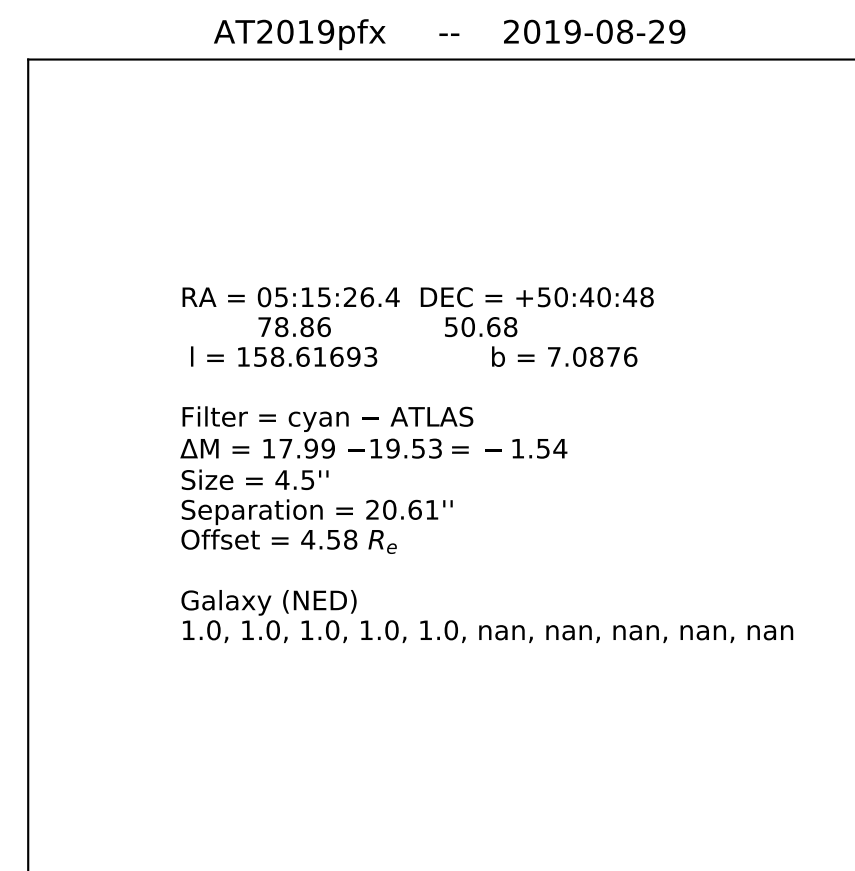 AT2019pfx -- 2019-08-29
RA = 05:15:26.4 DEC = +50:40:48
78.86 50.68
l = 158.61693 b = 7.0876
Filter = cyan − ATLAS
ΔM = 17.99 −19.53 = − 1.54
Size = 4.5''
Separation = 20.61''
Offset = 4.58 Re
Galaxy (NED)
1.0, 1.0, 1.0, 1.0, 1.0, nan, nan, nan, nan, nan